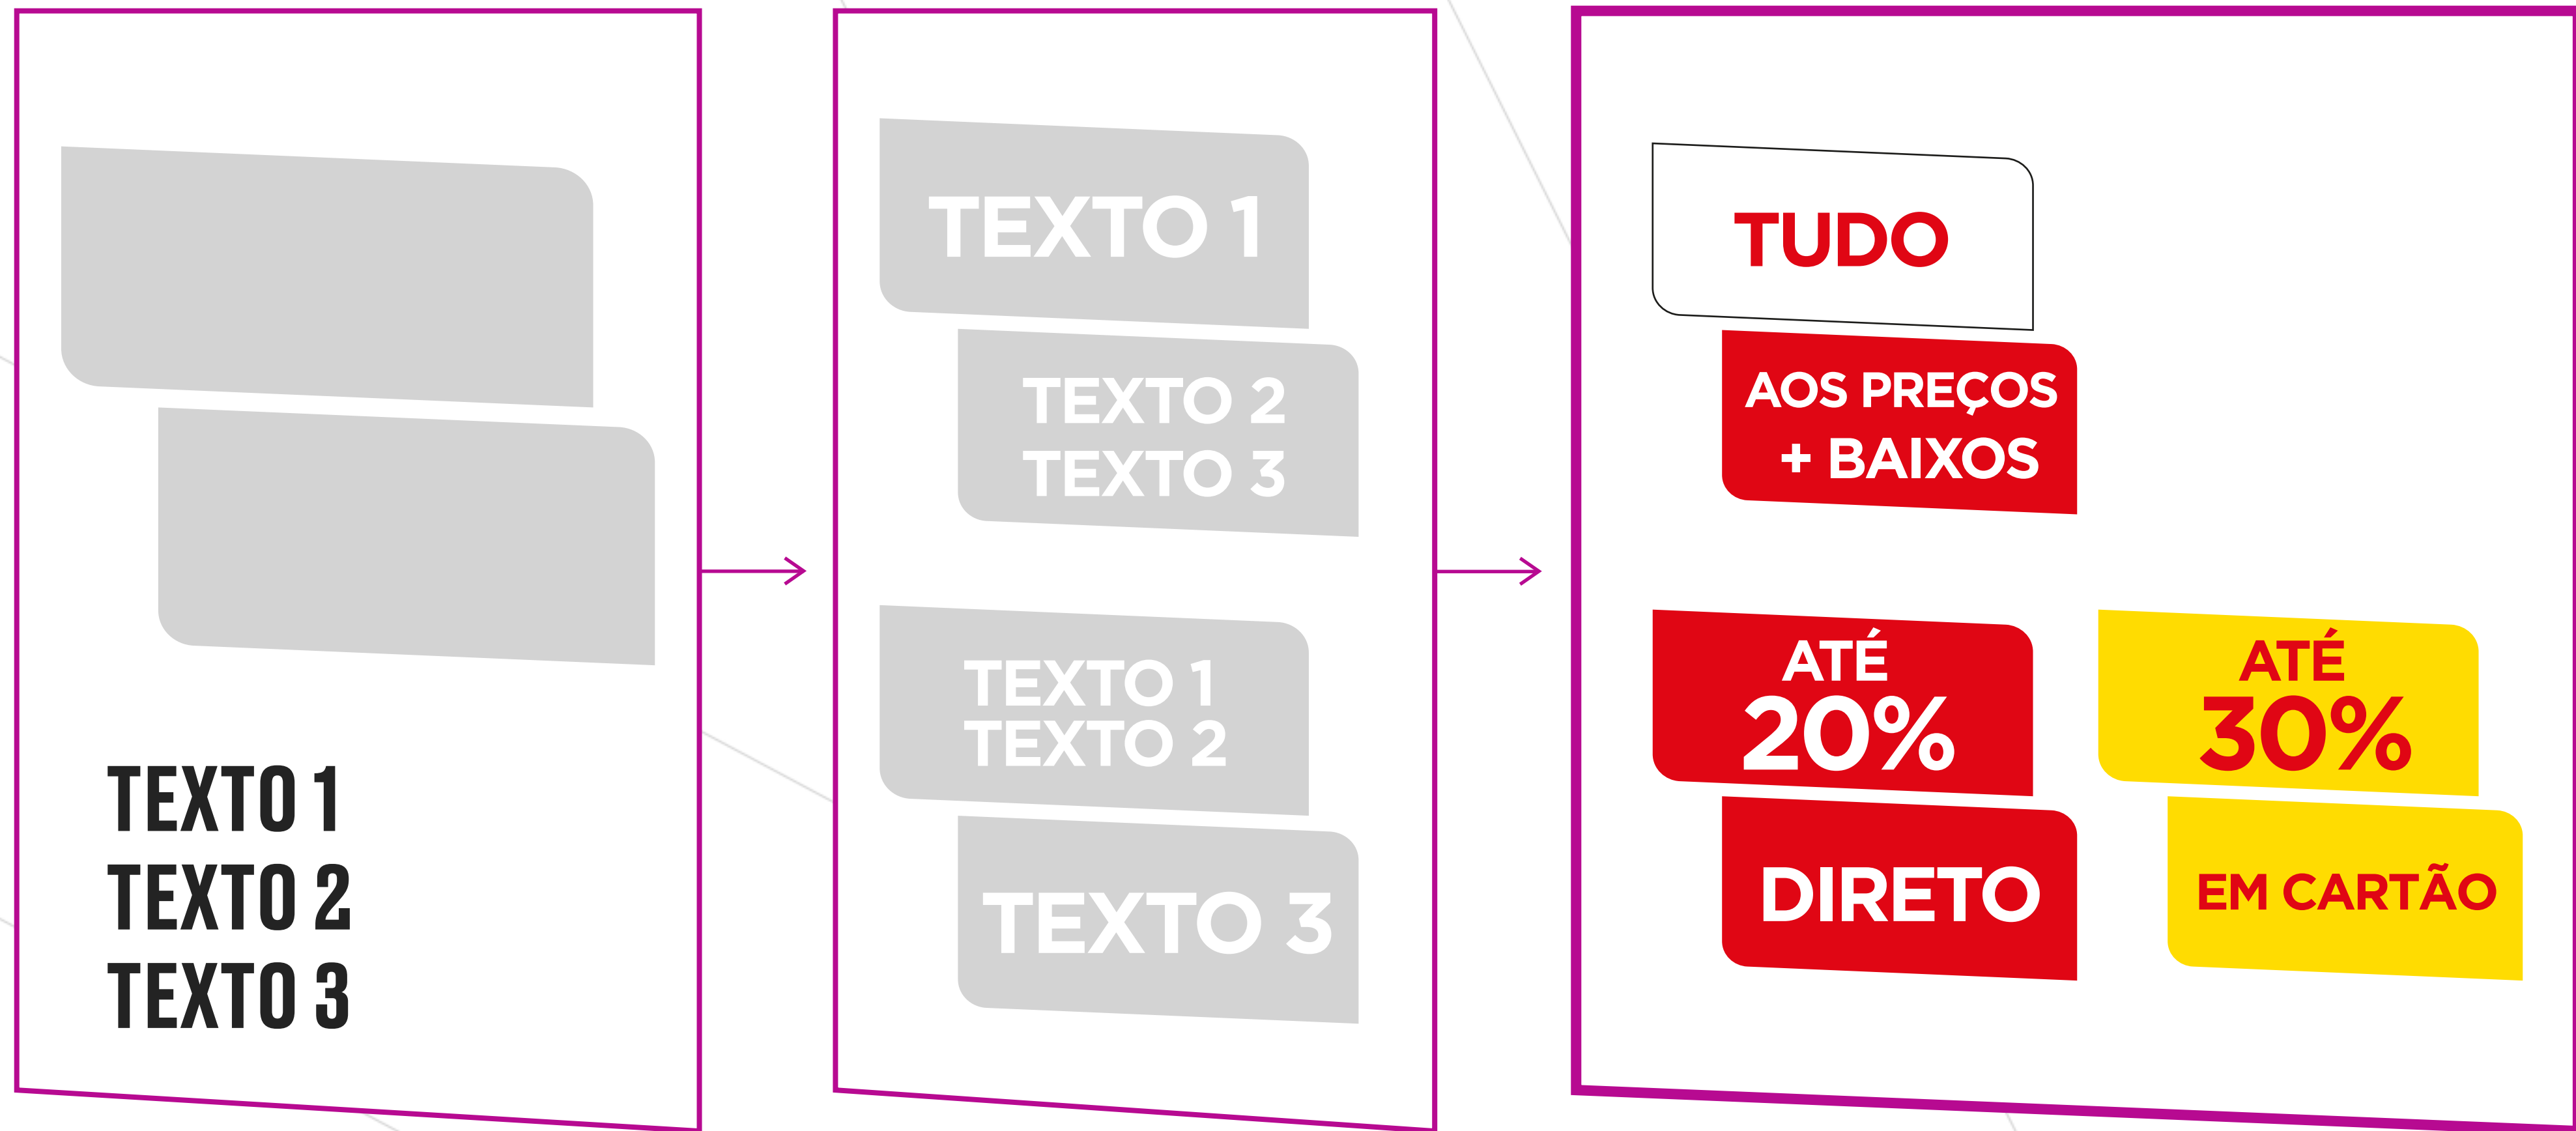 TEXTO 1
TEXTO 2
TEXTO 3
TEXTO 1
TEXTO 2
TEXTO 3
TEXTO 1
TEXTO 2
TEXTO 3
TUDO
AOS PREÇOS
+ BAIXOS
ATÉ
20%
DIRETO
ATÉ
30%
EM CARTÃO